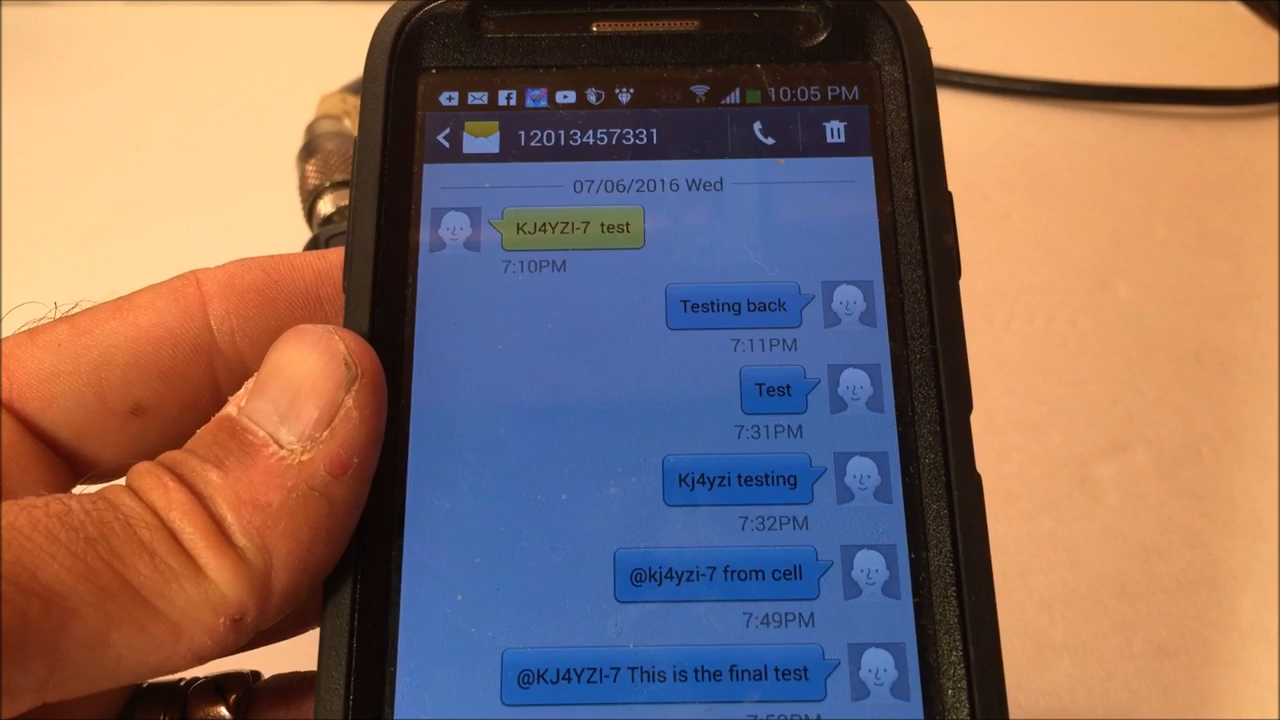 10:05 PM
12013457331
07/06/2016 Wed
KJ4YZI-7 test
7:10PM
Testing back
7:11PM
Test
7:31PM
Kj4yzi testing
7:32PM
@kj4yzi-7 from cell
7:49PM
@KJ4YZI-7 This is the final test